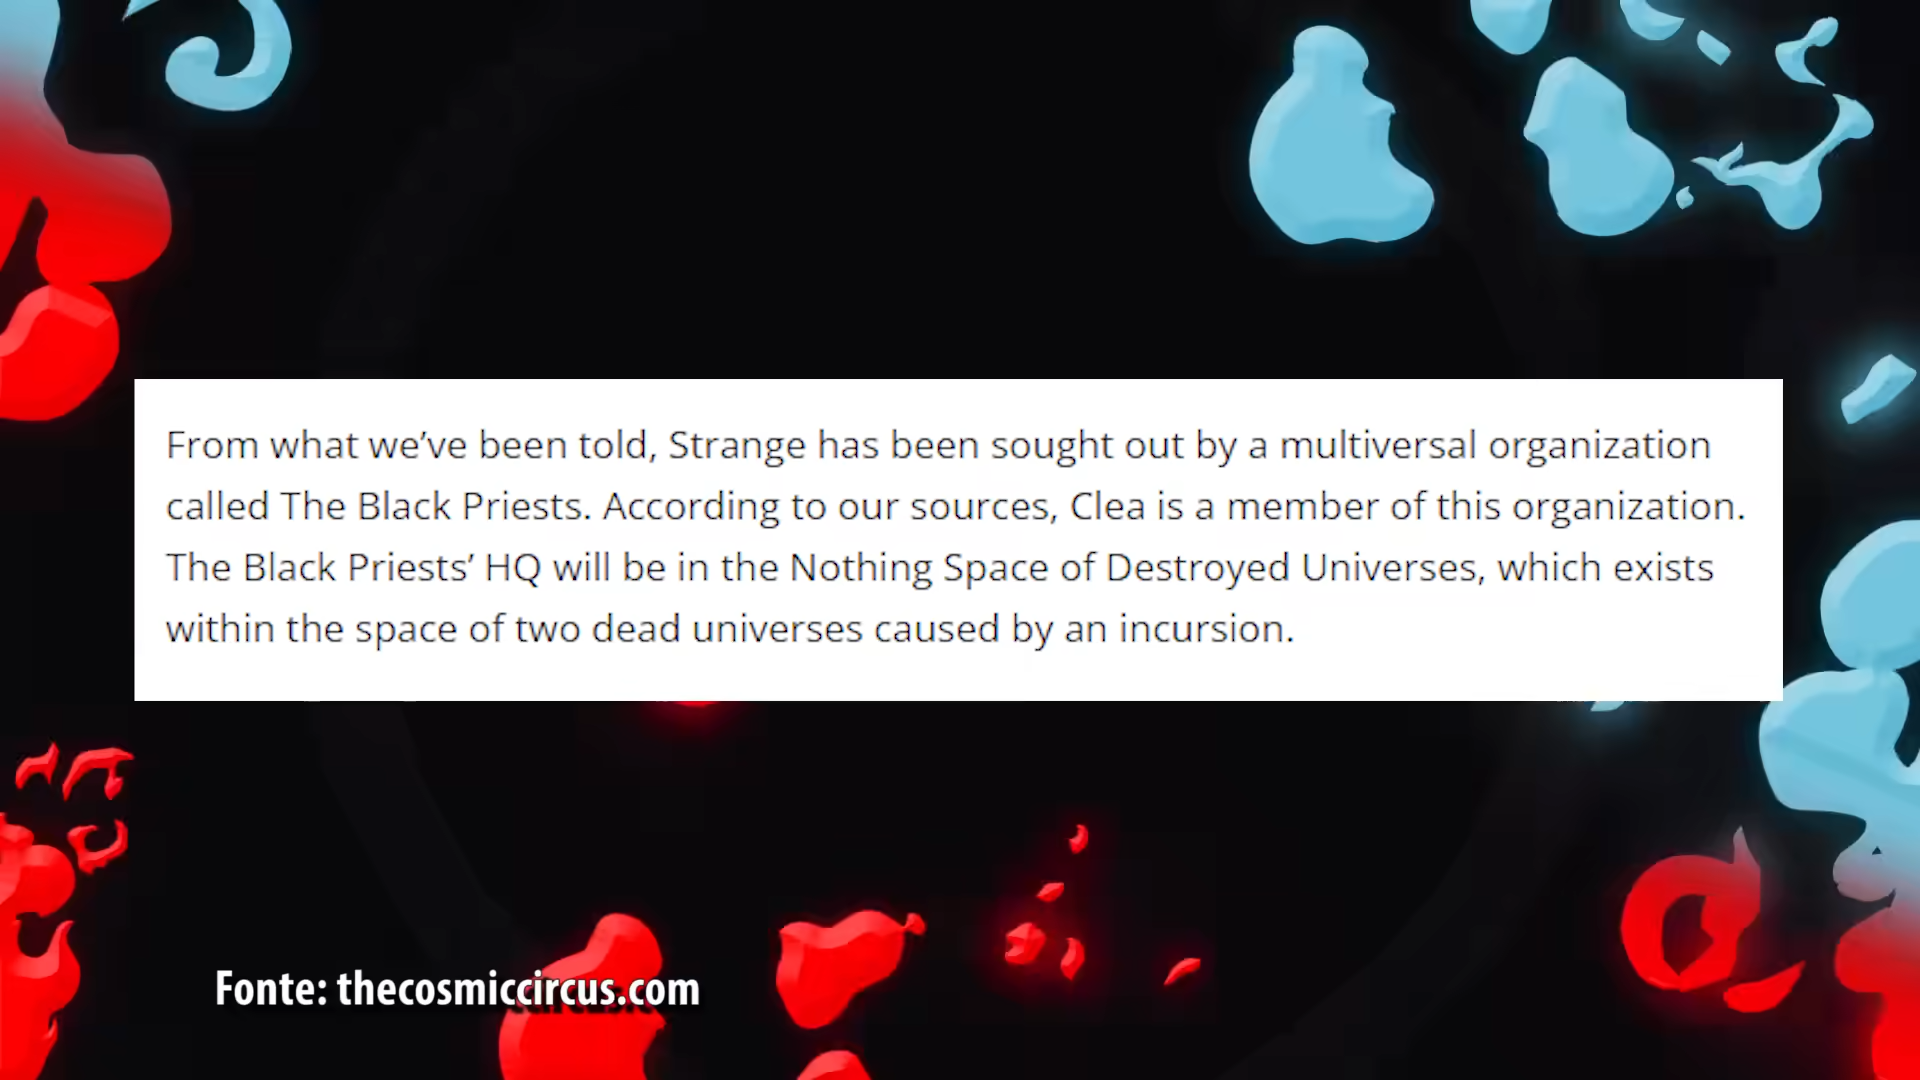 From what we’ve been told, Strange has been sought out by a multiversal organization
called The Black Priests. According to our sources, Clea is a member of this organization.
The Black Priests’ HQ will be in the Nothing Space of Destroyed Universes, which exists
within the space of two dead universes caused by an incursion.
Fonte: thecosmiccircus.com